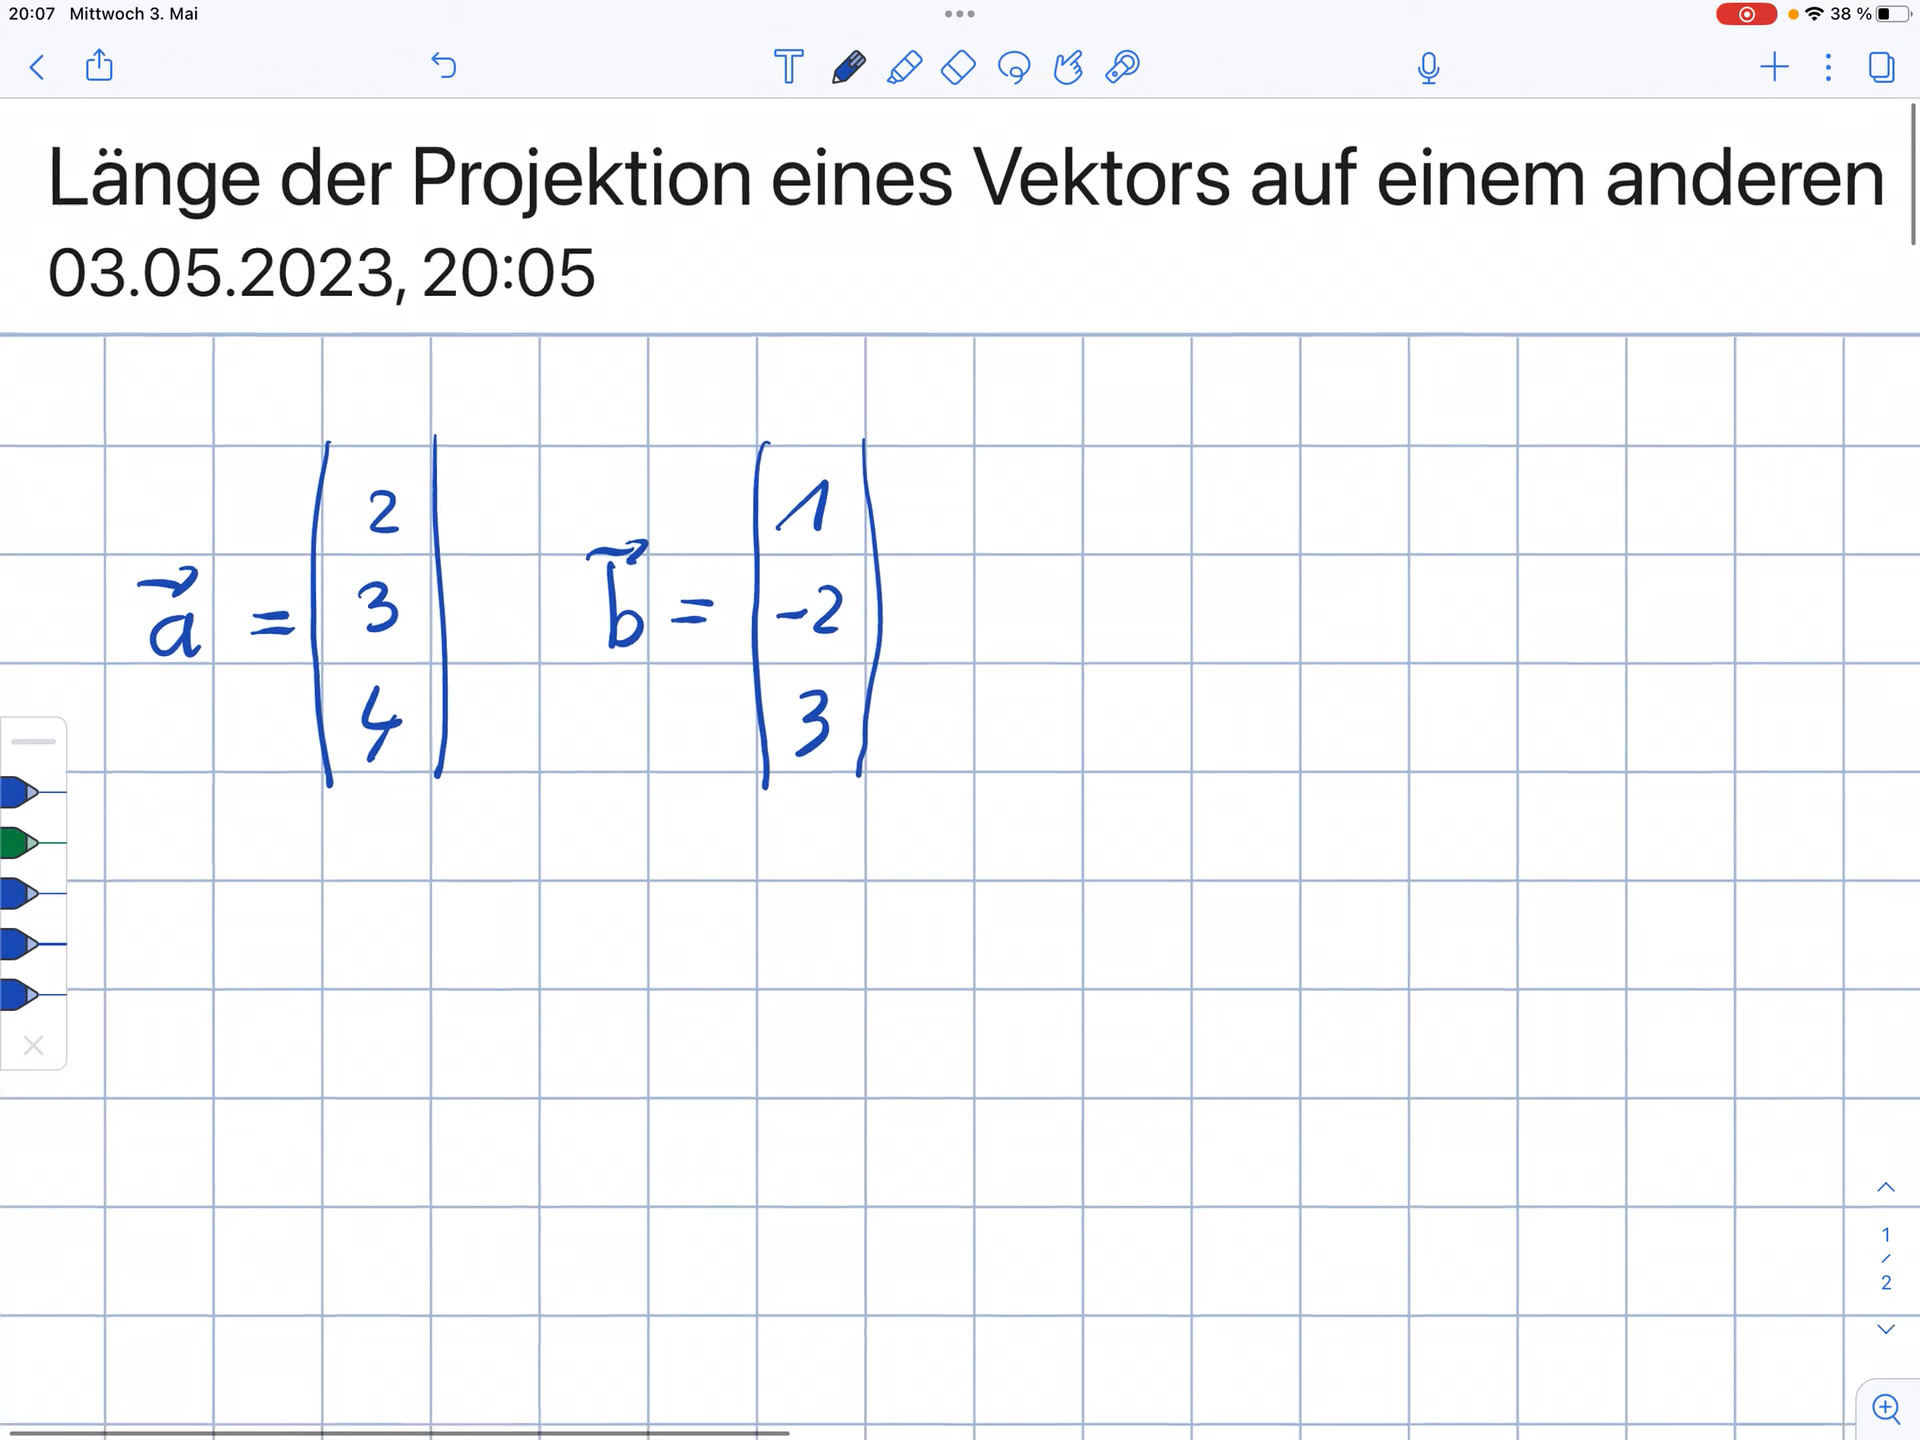 20:07 Mittwoch 3. Mai 38 %
T
Länge der Projektion eines Vektors auf einem anderen
03.05.2023, 20:05
2 1
a⃗ = 3 b⃗ = -2
4 3
1
/
2